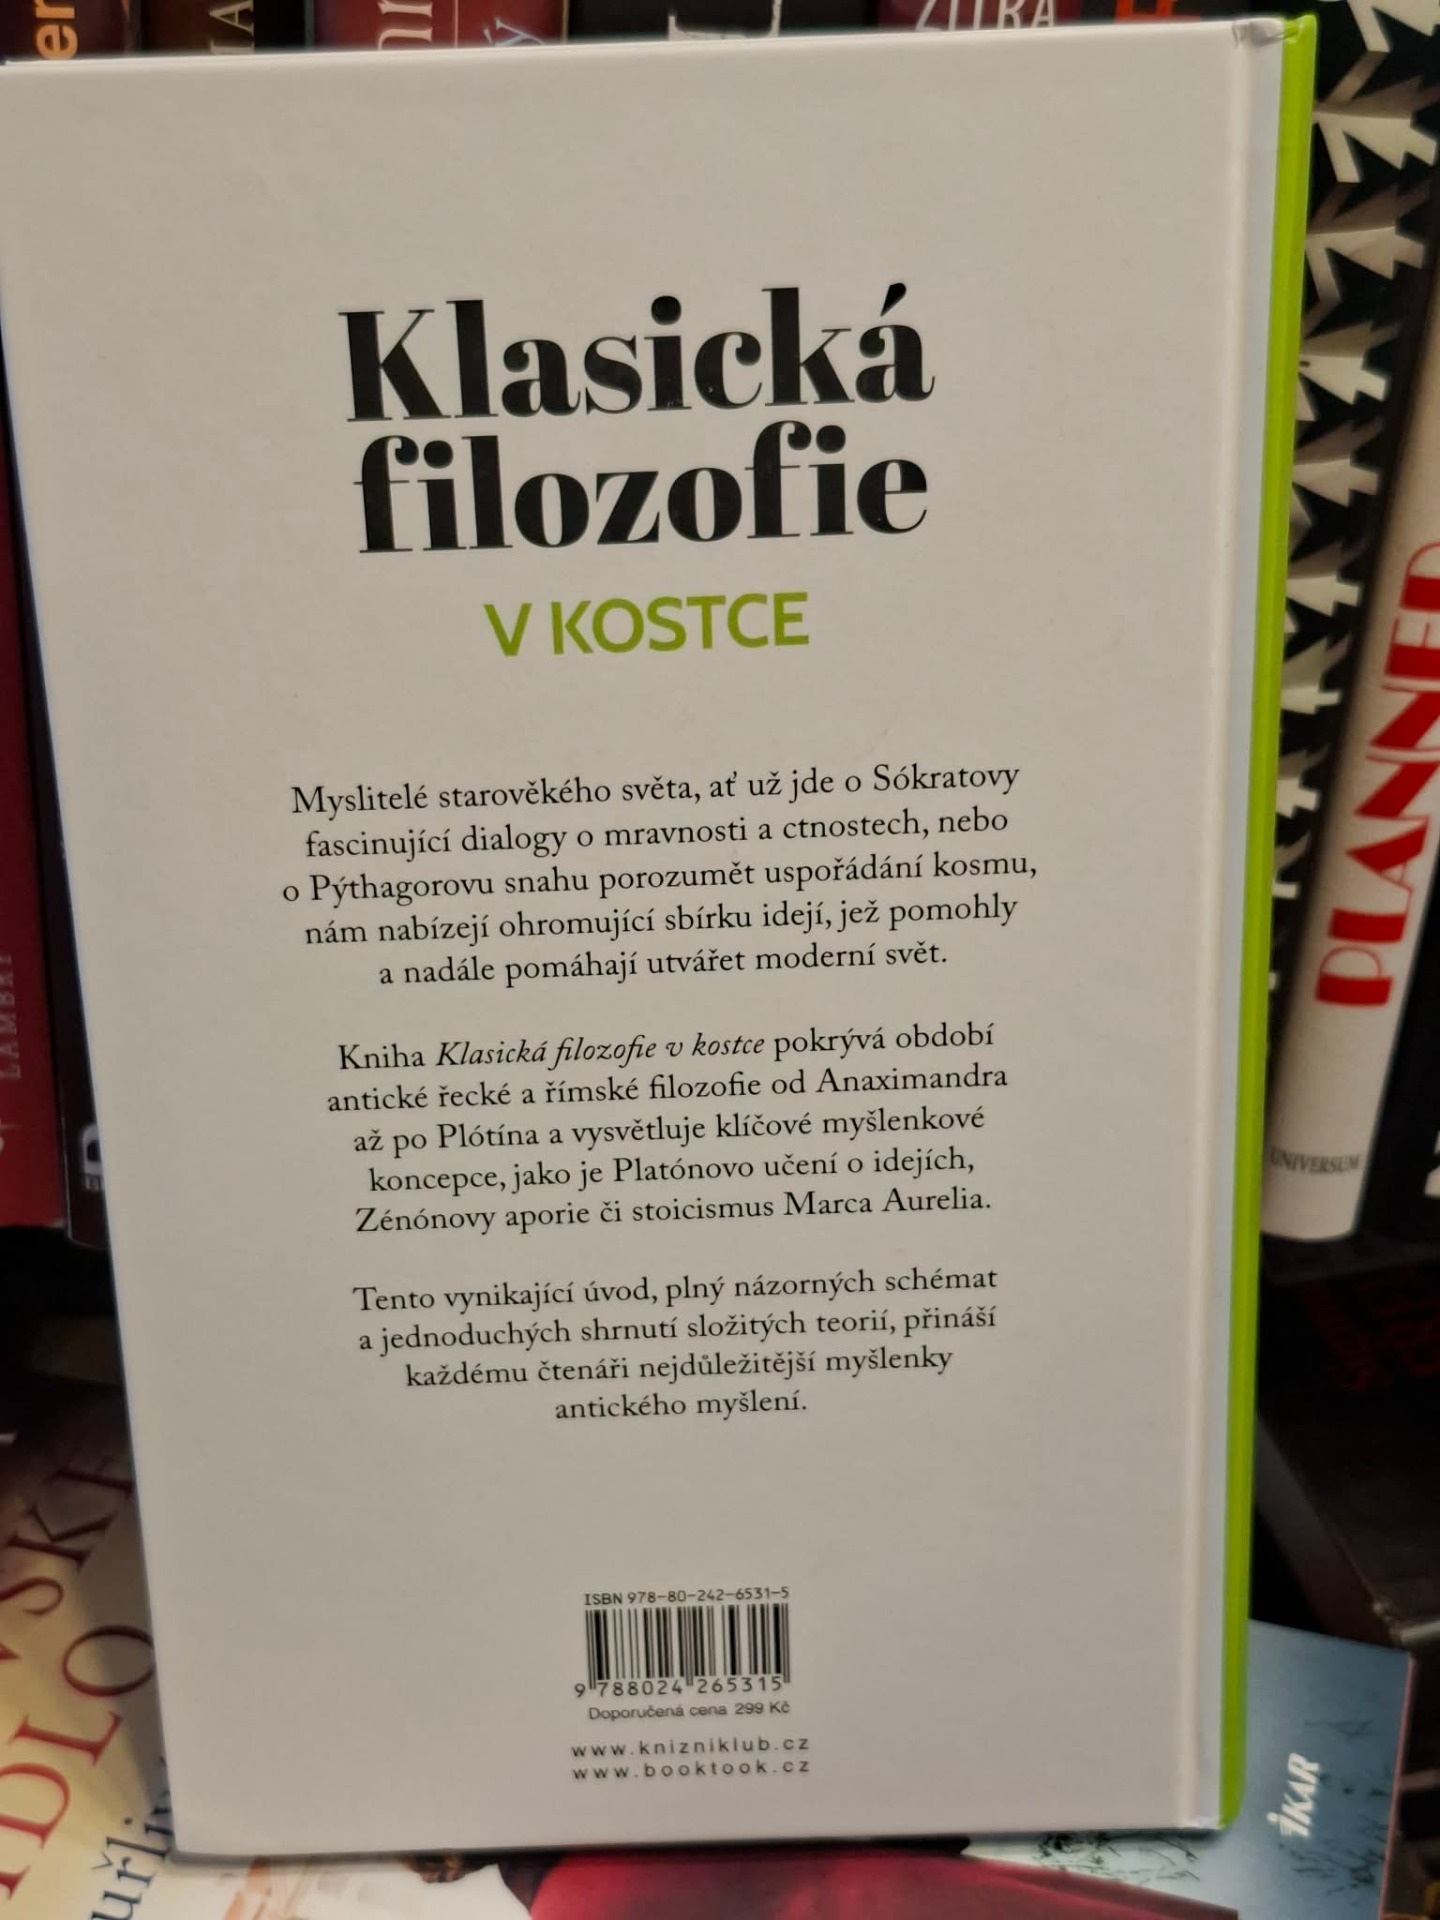 ZÍTRA
Klasická
filozofie
V KOSTCE
Myslitelé starověkého světa, ať už jde o Sókratovy
fascinující dialogy o mravnosti a ctnostech, nebo
o Pýthagorovu snahu porozumět uspořádání kosmu,
nám nabízejí ohromující sbírku idejí, jež pomohly
a nadále pomáhají utvářet moderní svět.
Kniha Klasická filozofie v kostce pokrývá období
antické řecké a římské filozofie od Anaximandra
až po Plótína a vysvětluje klíčové myšlenkové
koncepce, jako je Platónovo učení o idejích,
Zénónovy aporie či stoicismus Marca Aurelia.
Tento vynikající úvod, plný názorných schémat
a jednoduchých shrnutí složitých teorií, přináší
každému čtenáři nejdůležitější myšlenky
antického myšlení.
ISBN 978-80-242-6531-5
9 788024 265315
Doporučená cena 299 Kč
www.knizniklub.cz
www.booktook.cz
PLANNED
UNIVERSUM
IKAR